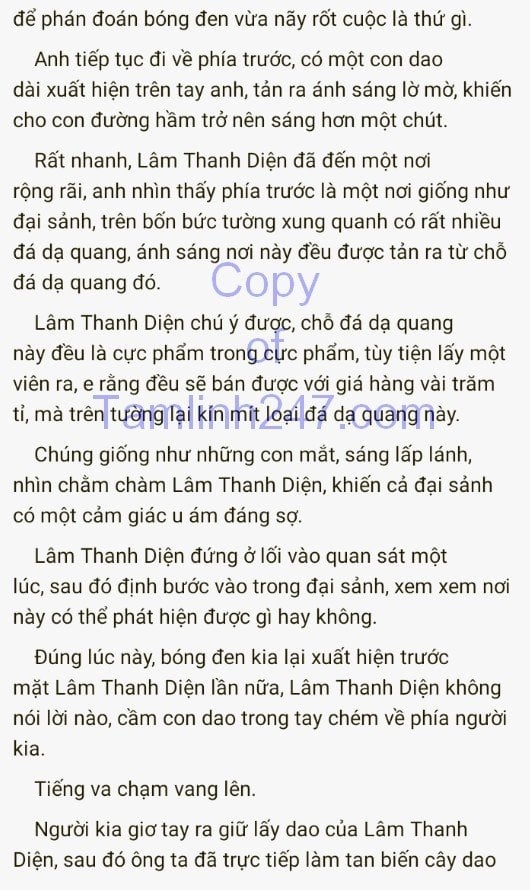 để phán đoán bóng đen vừa nãy rốt cuộc là thứ gì.
Anh tiếp tục đi về phía trước, có một con dao
dài xuất hiện trên tay anh, tản ra ánh sáng lờ mờ, khiến
cho con đường hầm trở nên sáng hơn một chút.
Rất nhanh, Lâm Thanh Diện đã đến một nơi
rộng rãi, anh nhìn thấy phía trước là một nơi giống như
đại sảnh, trên bốn bức tường xung quanh có rất nhiều
đá dạ quang, ánh sáng nơi này đều được tản ra từ chỗ
đá dạ quang đó.
Copy
Lâm Thanh Diện chú ý được, chỗ đá dạ quang
of
này đều là cực phẩm trong cực phẩm, tùy tiện lấy một
viên ra, e rằng đều sẽ bán được với giá hàng vài trăm
tỉ, mà trên tường lại kín mít loại đá dạ quang này.
Tamlinh247.com
Chúng giống như những con mắt, sáng lấp lánh,
nhìn chằm chàm Lâm Thanh Diện, khiến cả đại sảnh
có một cảm giác u ám đáng sợ.
Lâm Thanh Diện đứng ở lối vào quan sát một
lúc, sau đó định bước vào trong đại sảnh, xem xem nơi
này có thể phát hiện được gì hay không.
Đúng lúc này, bóng đen kia lại xuất hiện trước
mặt Lâm Thanh Diện lần nữa, Lâm Thanh Diện không
nói lời nào, cầm con dao trong tay chém về phía người
kia.
Tiếng va chạm vang lên.
Người kia giơ tay ra giữ lấy dao của Lâm Thanh
Diện, sau đó ông ta đã trực tiếp làm tan biến cây dao